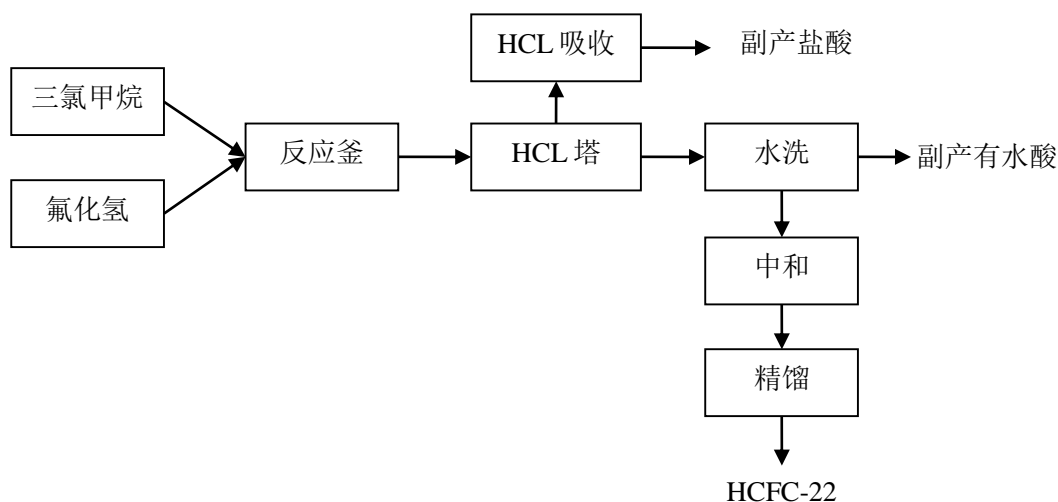 HCL 吸收
副产盐酸
三氯甲烷
反应釜
HCL 塔
水洗
副产有水酸
氟化氢
中和
精馏
HCFC-22